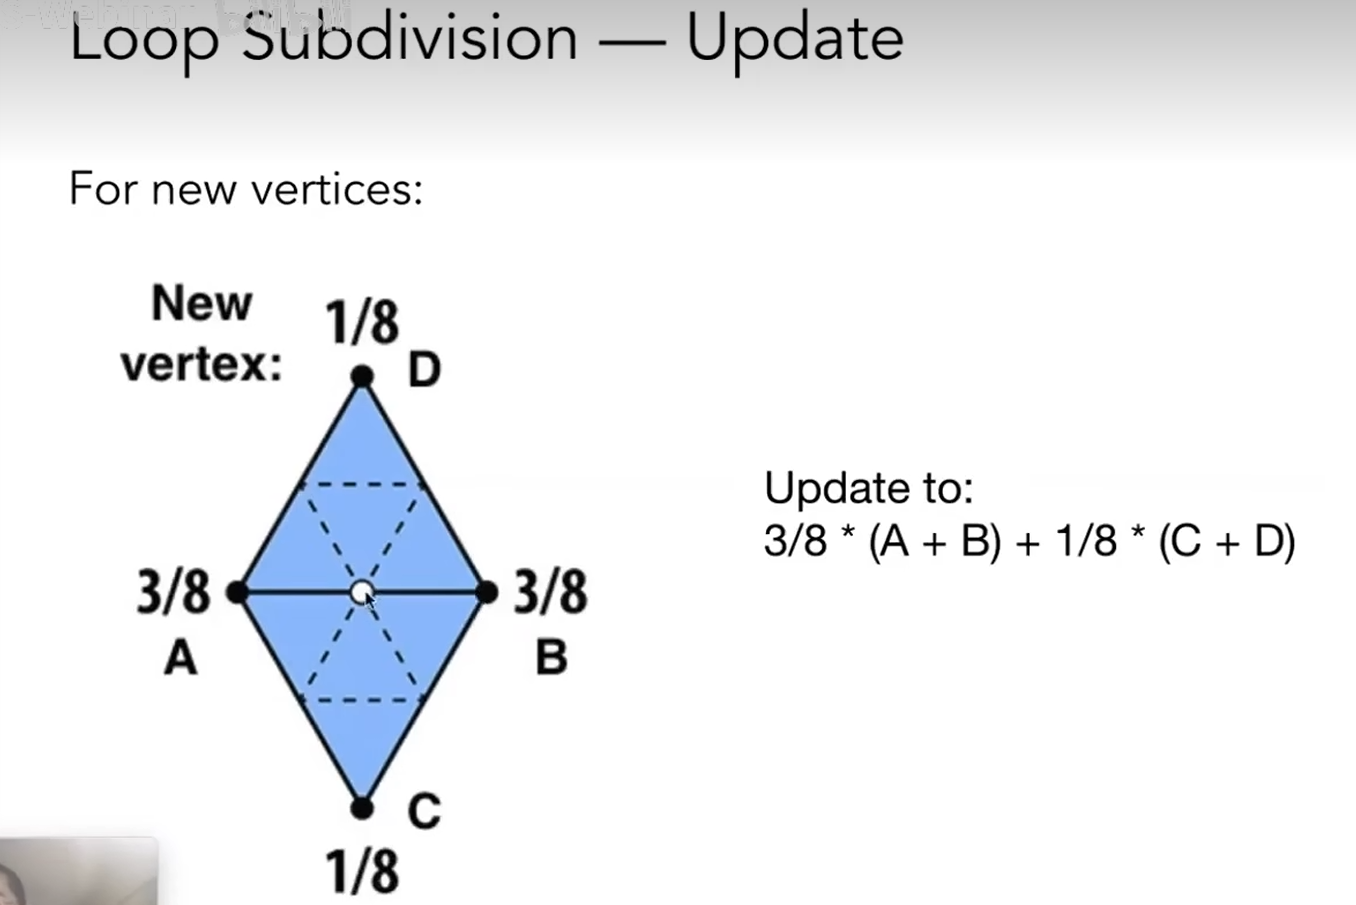 Loop Subdivision — Update
For new vertices:
New
vertex:
1/8
D
3/8
A
3/8
B
C
1/8
Update to:
3/8 * (A + B) + 1/8 * (C + D)